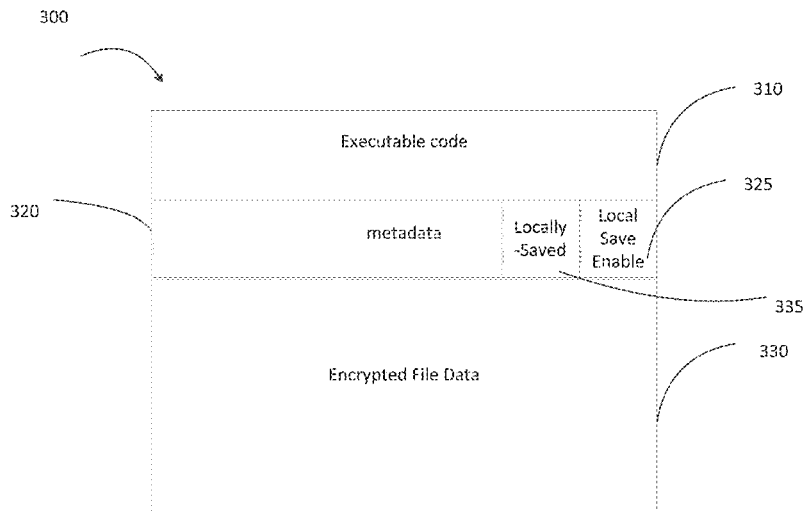 300
310
Executable code
325
320
metadata
Locally
-Saved
Local
Save
Enable
335
330
Encrypted File Data